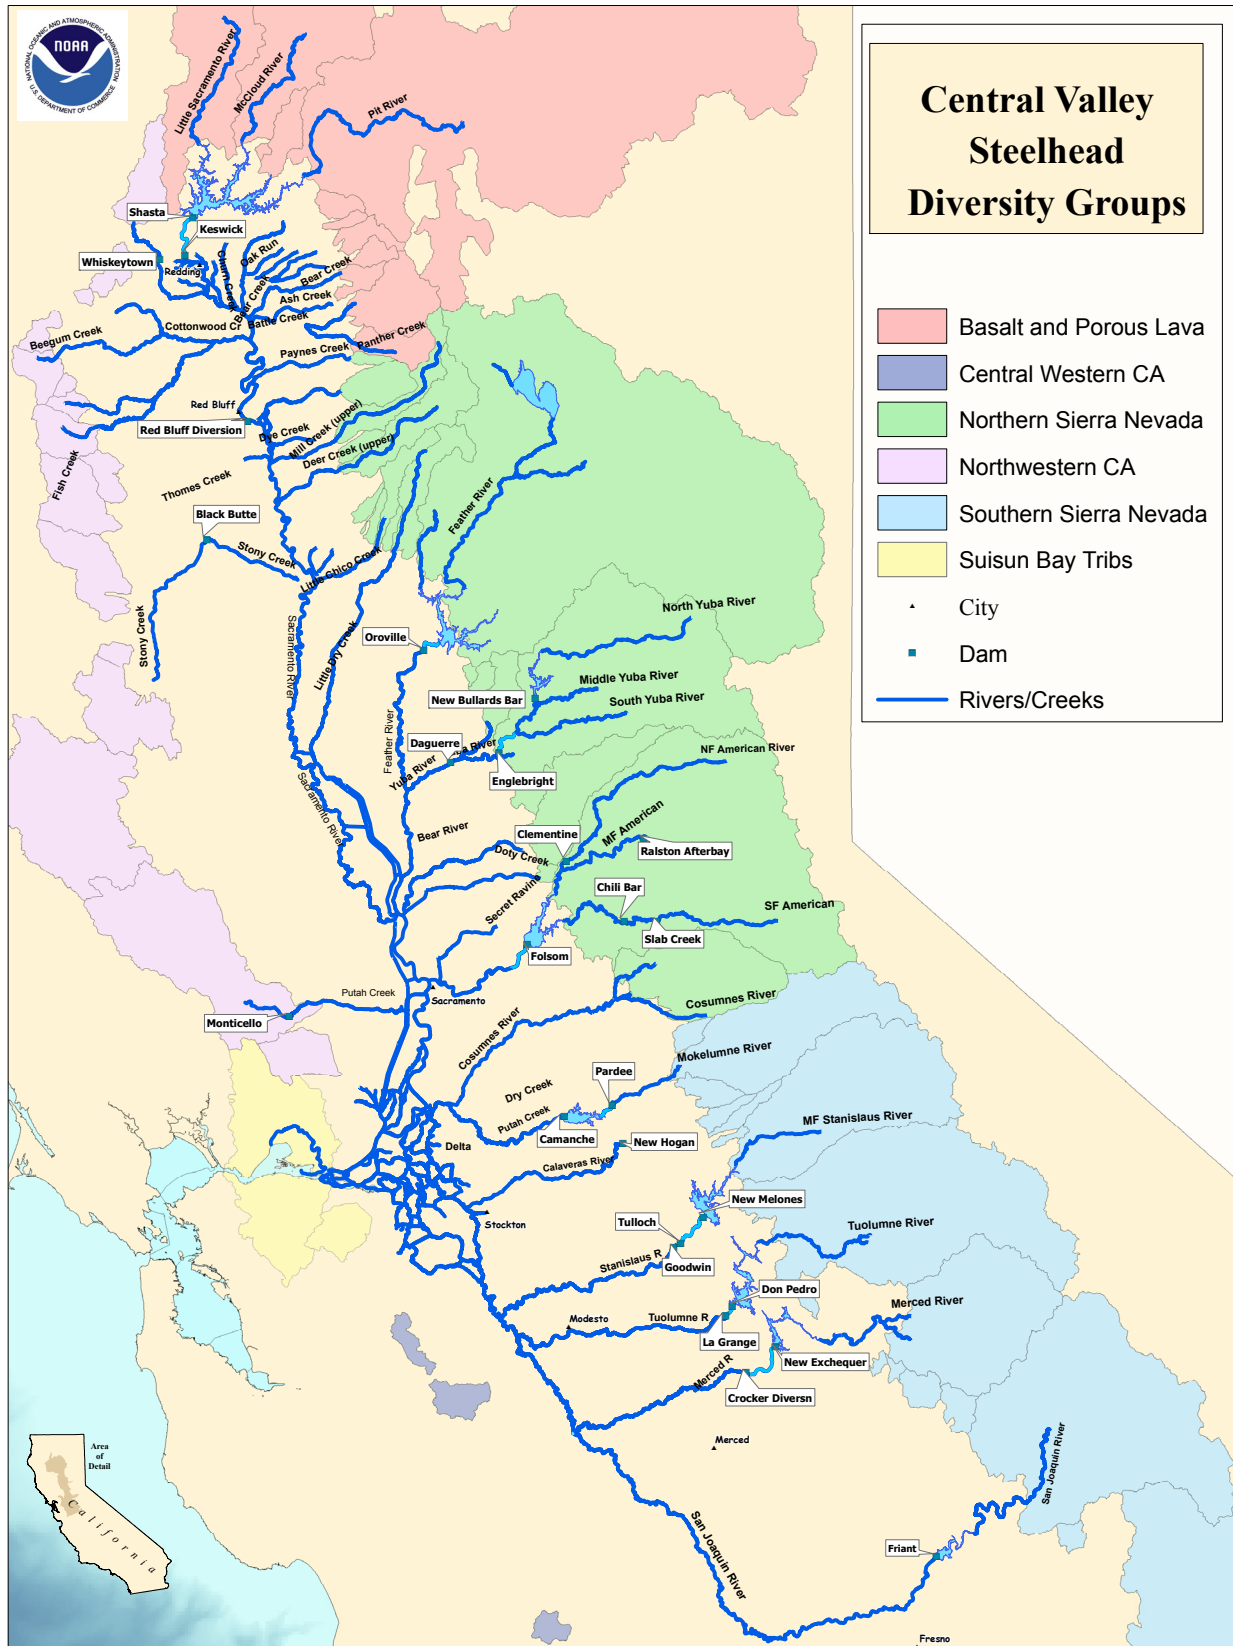 NATIONAL OCEANIC AND ATMOSPHERIC ADMINISTRATION
NOAA
U.S. DEPARTMENT OF COMMERCE
Central Valley
Steelhead
Diversity Groups
Basalt and Porous Lava
Central Western CA
Northern Sierra Nevada
Northwestern CA
Southern Sierra Nevada
Suisun Bay Tribs
City
Dam
Rivers/Creeks
Little Sacramento River
McCloud River
Pit River
Shasta
Keswick
Whiskeytown
Redding
Churn Creek
Oak Run
Bear Creek
Bear Creek
Ash Creek
Cottonwood Cr
Battle Creek
Beegum Creek
Paynes Creek
Panther Creek
Red Bluff
Red Bluff Diversion
Dye Creek
Mill Creek (upper)
Deer Creek (upper)
Fish Creek
Thomes Creek
Black Butte
Stony Creek
Little Chico Creek
Feather River
Stony Creek
Sacramento River
Little Dry Creek
Oroville
North Yuba River
Middle Yuba River
New Bullards Bar
South Yuba River
Feather River
Daguerre
Yuba River
ba River
Englebright
NF American River
Sacramento River
Bear River
Clementine
MF American
Doty Creek
Ralston Afterbay
Secret Ravine
Chili Bar
SF American
Slab Creek
Folsom
Putah Creek
Sacramento
Monticello
Cosumnes River
Cosumnes River
Mokelumne River
Pardee
Dry Creek
Putah Creek
Camanche
MF Stanislaus River
Delta
New Hogan
Calaveras River
New Melones
Stockton
Tulloch
Tuolumne River
Stanislaus R
Goodwin
Don Pedro
Merced River
Modesto
Tuolumne R
La Grange
New Exchequer
Merced R
Crocker Diversn
Merced
San Joaquin River
San Joaquin River
Friant
Fresno
Area
of
Detail
California